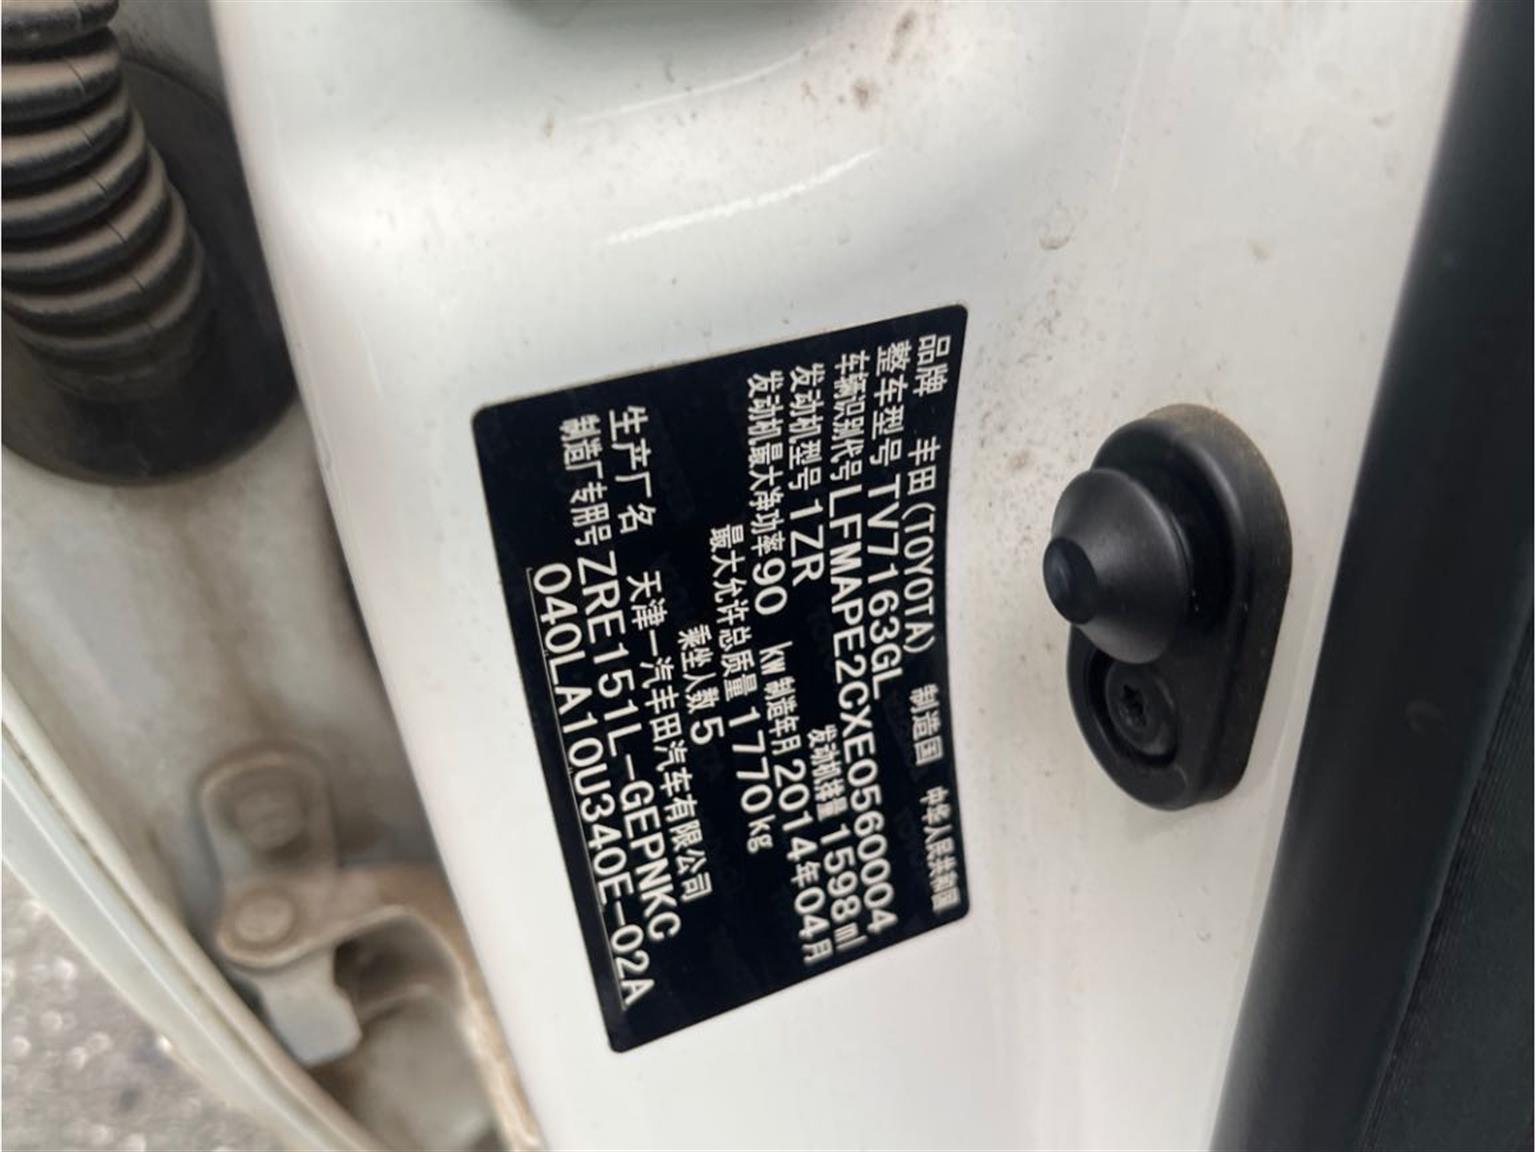 品牌 丰田(TOYOTA) 制造国 中华人民共和国
整车型号 TV7163GL
车辆识别代号 LFMAPE2CXE0560004
发动机型号 1ZR 发动机排量 1598 ml
发动机最大净功率 90 kW 制造年月 2014年04月
最大允许总质量 1770kg
乘坐人数 5
生产厂名 天津一汽丰田汽车有限公司
制造厂专用号 ZRE151L-GEPNKC
040LA10U340E-02A